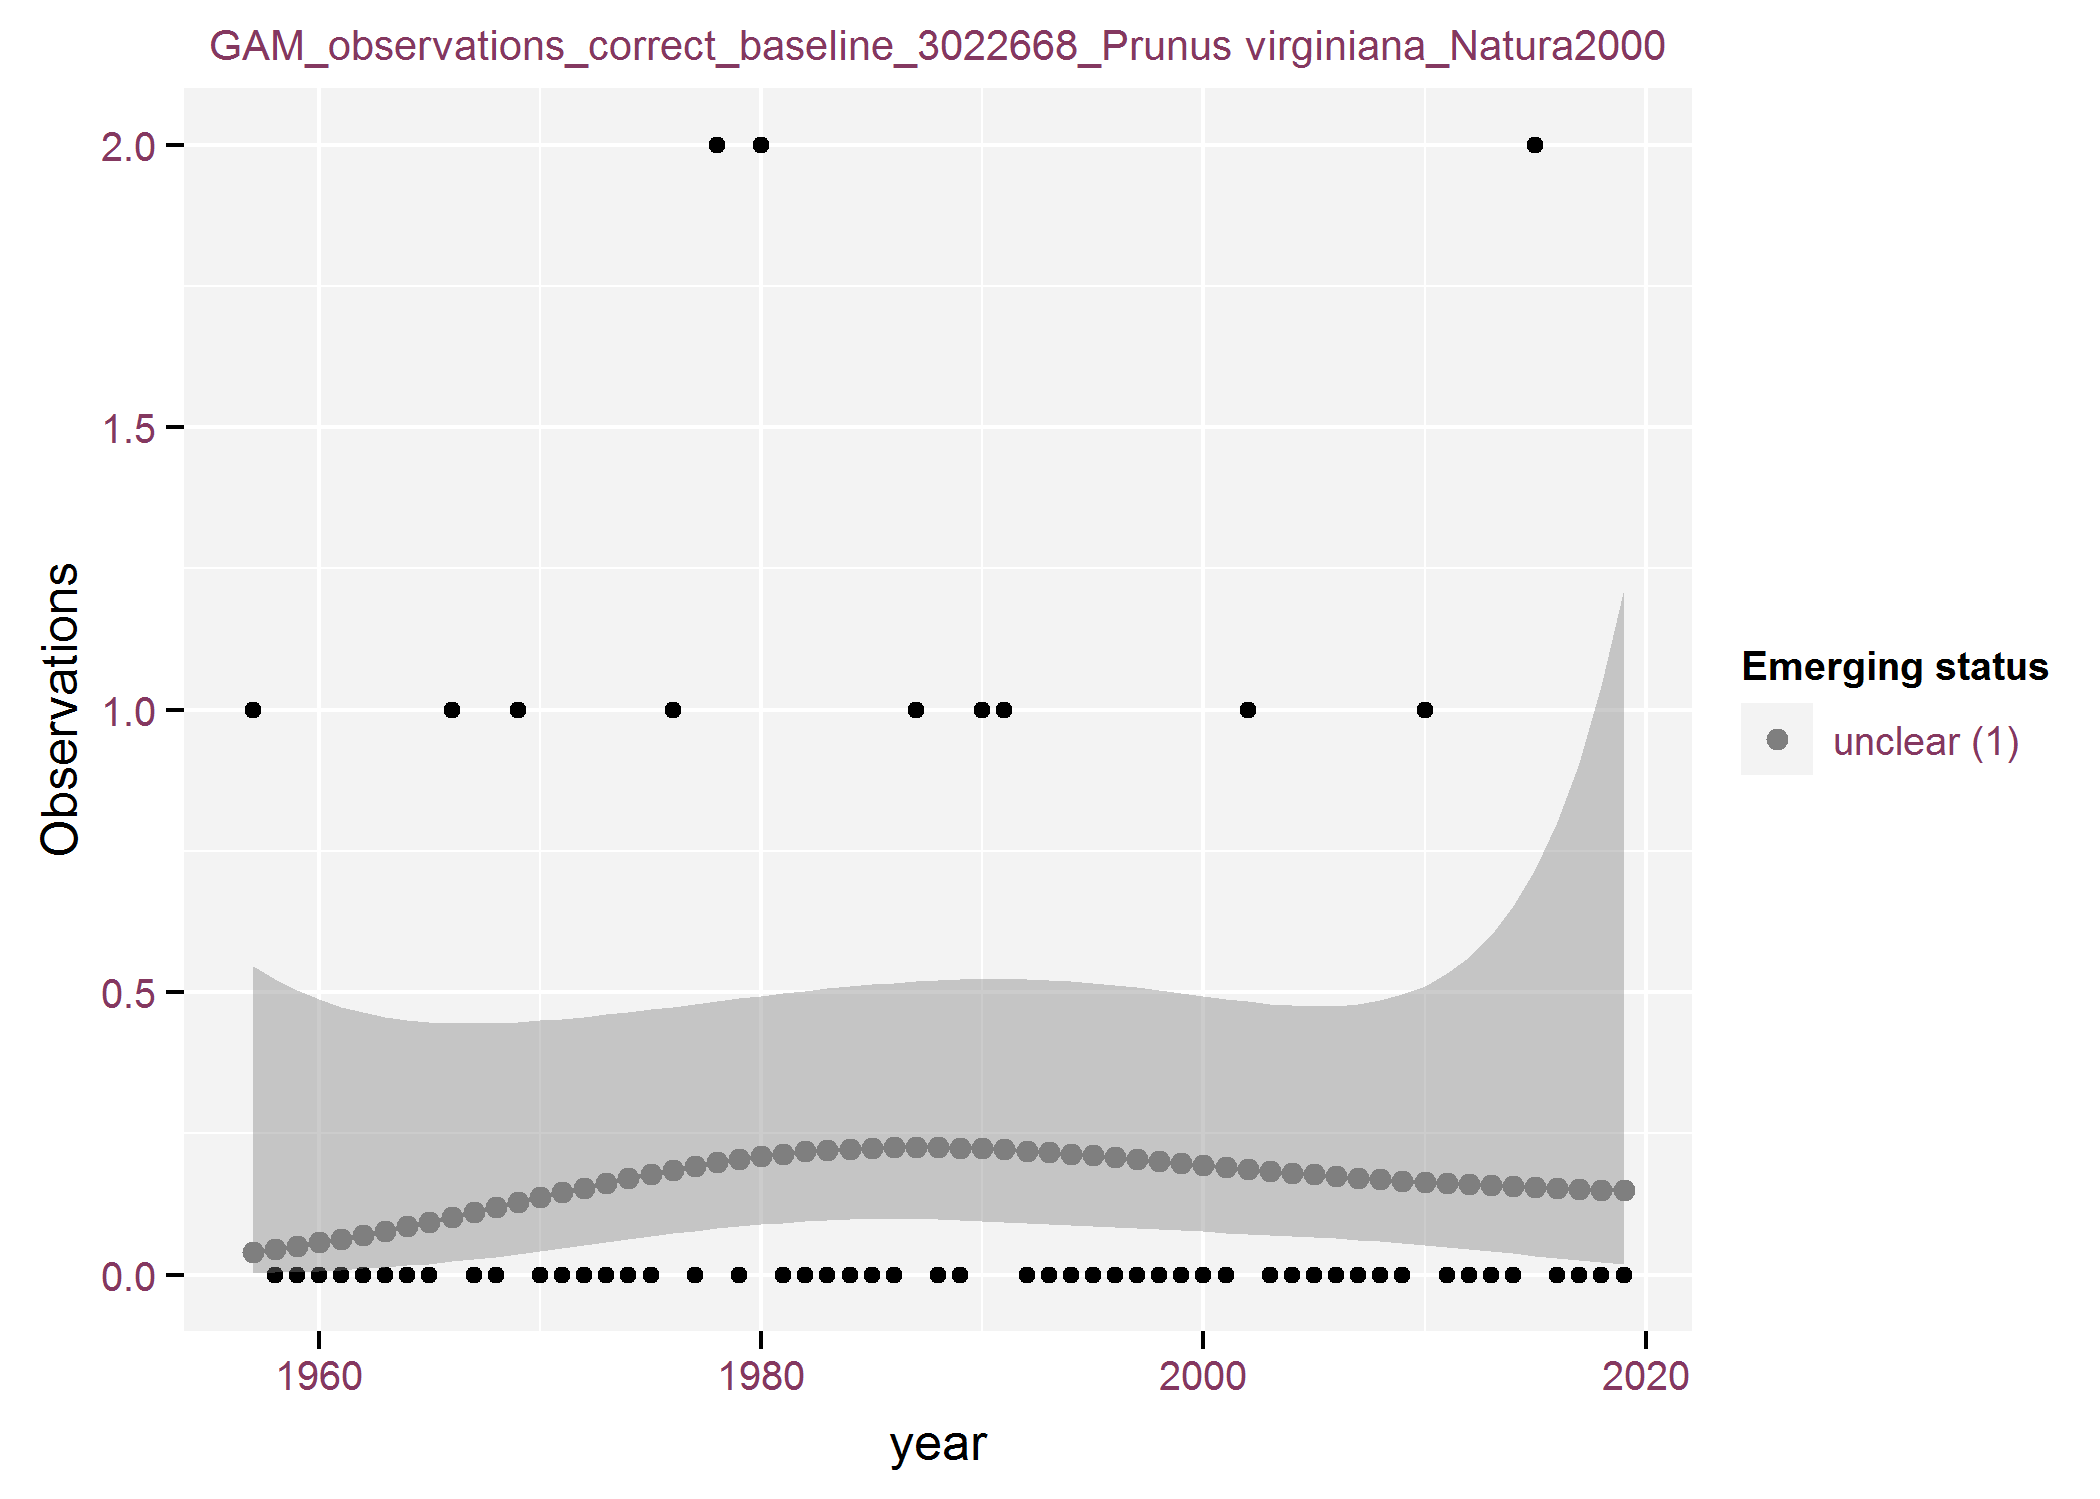 GAM_observations_correct_baseline_3022668_Prunus virginiana_Natura2000
2.0
1.5
1.0
0.5
0.0
Observations
1960
1980
2000
2020
year
Emerging status
unclear (1)